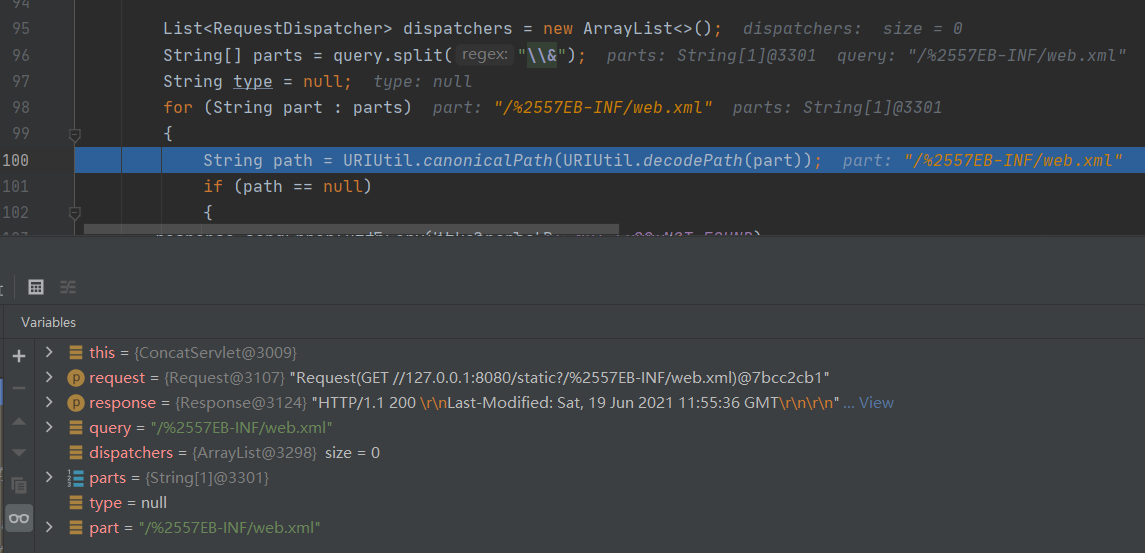 94
95 List<RequestDispatcher> dispatchers = new ArrayList<>(); dispatchers: size = 0
96 String[] parts = query.split( regex: "\\&"); parts: String[1]@3301 query: "/%2557EB-INF/web.xml"
97 String type = null; type: null
98 for (String part : parts) part: "/%2557EB-INF/web.xml" parts: String[1]@3301
99 {
100 String path = URIUtil.canonicalPath(URIUtil.decodePath(part)); part: "/%2557EB-INF/web.xml"
101 if (path == null)
102 {
Variables
this = {ConcatServlet@3009}
request = {Request@3107} "Request(GET //127.0.0.1:8080/static?/%2557EB-INF/web.xml)@7bcc2cb1"
response = {Response@3124} "HTTP/1.1 200 \r\nLast-Modified: Sat, 19 Jun 2021 11:55:36 GMT\r\n\r\n" ... View
query = "/%2557EB-INF/web.xml"
dispatchers = {ArrayList@3298} size = 0
parts = {String[1]@3301}
type = null
part = "/%2557EB-INF/web.xml"